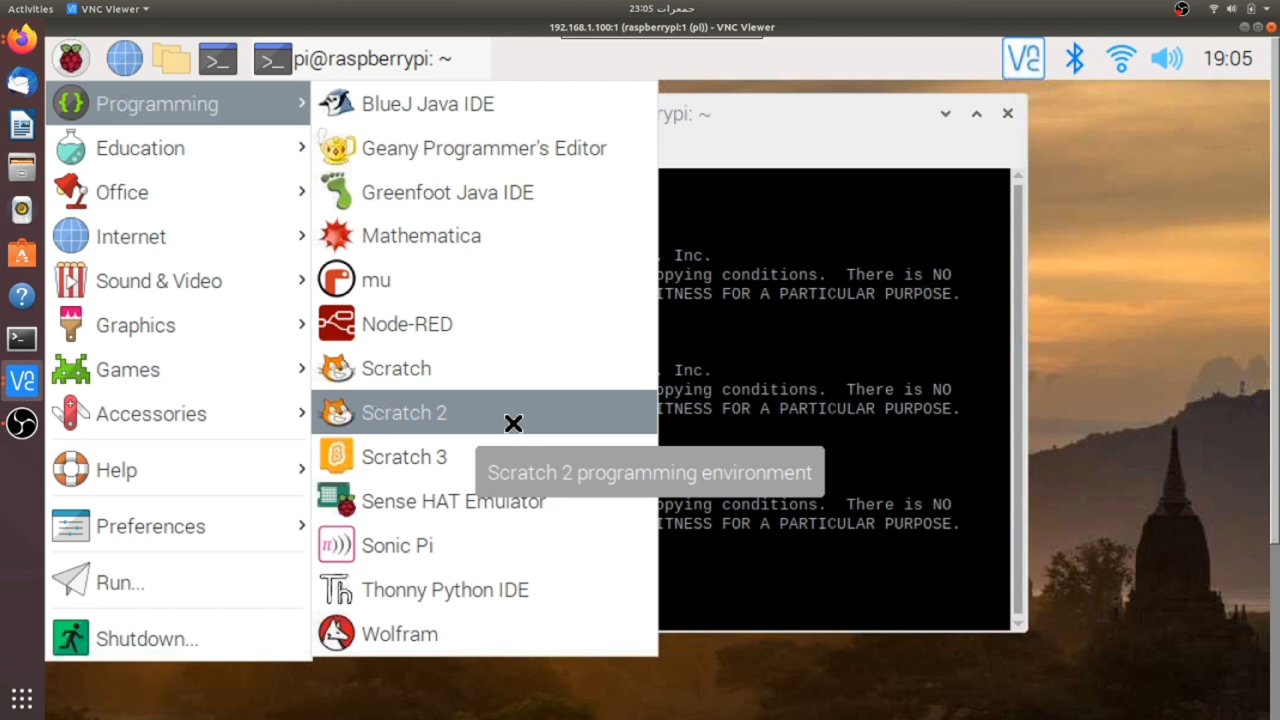 Activities VNC Viewer 23:05 جمعرات
192.168.1.100:1 (raspberrypi:1 (pi)) - VNC Viewer
pi@raspberrypi: ~ 19:05
Programming
Education
Office
Internet
Sound & Video
Graphics
Games
Accessories
Help
Preferences
Run...
Shutdown...
BlueJ Java IDE
Geany Programmer's Editor
Greenfoot Java IDE
Mathematica
mu
Node-RED
Scratch
Scratch 2
Scratch 3
Scratch 2 programming environment
Sense HAT Emulator
Sonic Pi
Thonny Python IDE
Wolfram
rypi: ~
, Inc.
opying conditions. There is NO
ITNESS FOR A PARTICULAR PURPOSE.
, Inc.
opying conditions. There is NO
ITNESS FOR A PARTICULAR PURPOSE.
opying conditions. There is NO
ITNESS FOR A PARTICULAR PURPOSE.